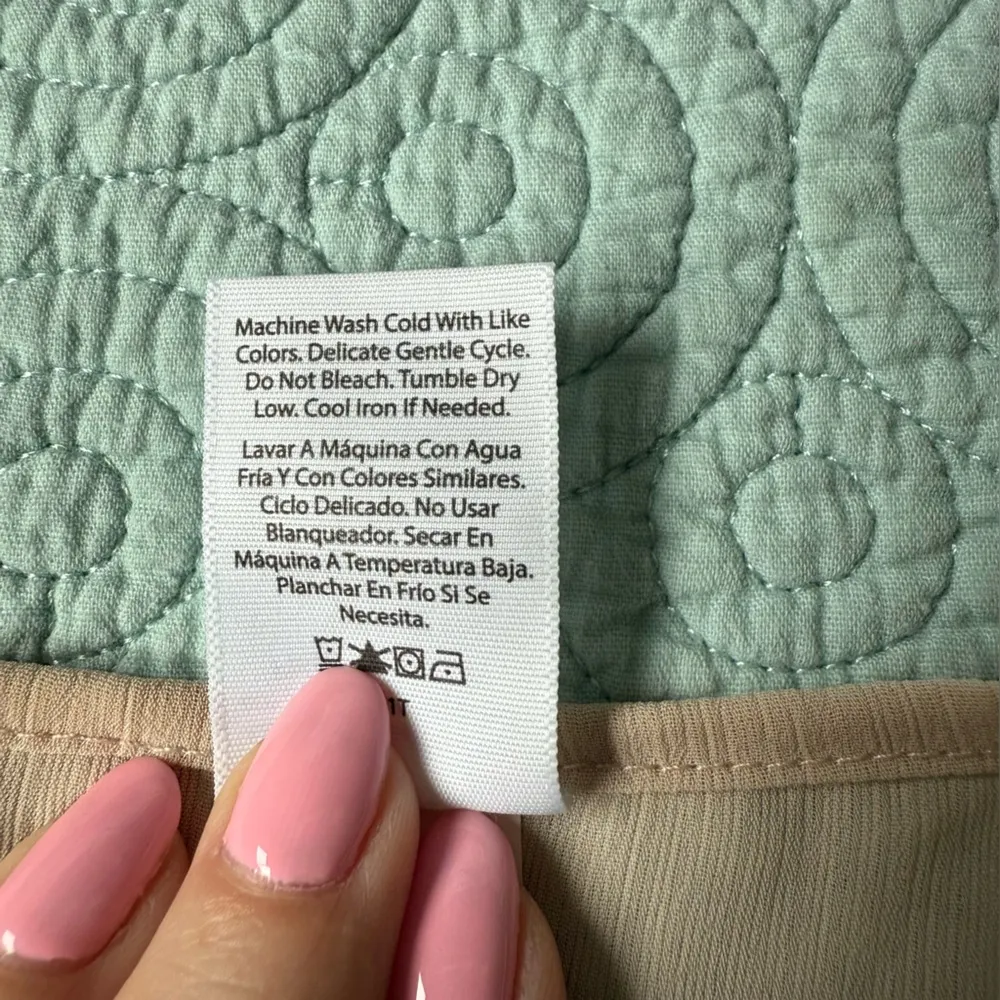 Machine Wash Cold With Like
Colors. Delicate Gentle Cycle.
Do Not Bleach. Tumble Dry
Low. Cool Iron If Needed.
Lavar A Máquina Con Agua
Fría Y Con Colores Similares.
Ciclo Delicado. No Usar
Blanqueador. Secar En
Máquina A Temperatura Baja.
Planchar En Frío Si Se
Necesita.